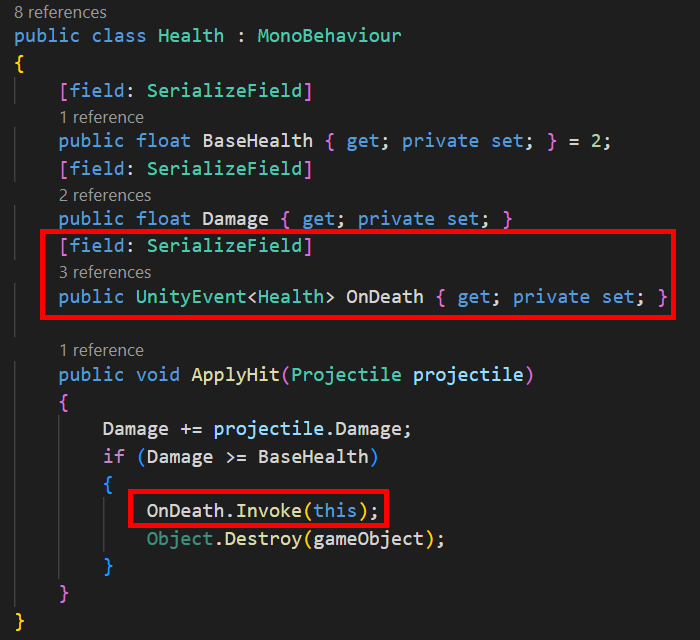 8 references
public class Health : MonoBehaviour
{
[field: SerializeField]
1 reference
public float BaseHealth { get; private set; } = 2;
[field: SerializeField]
2 references
public float Damage { get; private set; }
[field: SerializeField]
3 references
public UnityEvent<Health> OnDeath { get; private set; }
1 reference
public void ApplyHit(Projectile projectile)
{
Damage += projectile.Damage;
if (Damage >= BaseHealth)
{
OnDeath.Invoke(this);
Object.Destroy(gameObject);
}
}
}